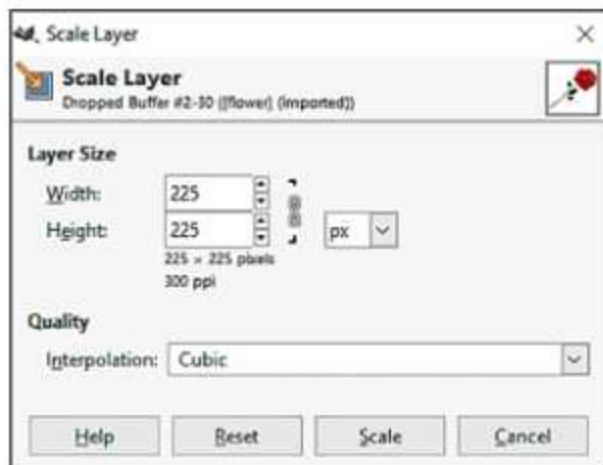 Scale Layer
Scale Layer
Dropped Buffer #2-30 ([flower] (imported))
Layer Size
Width: 225
Height: 225 px
225 × 225 pixels
300 ppi
Quality
Interpolation: Cubic
Help Reset Scale Cancel